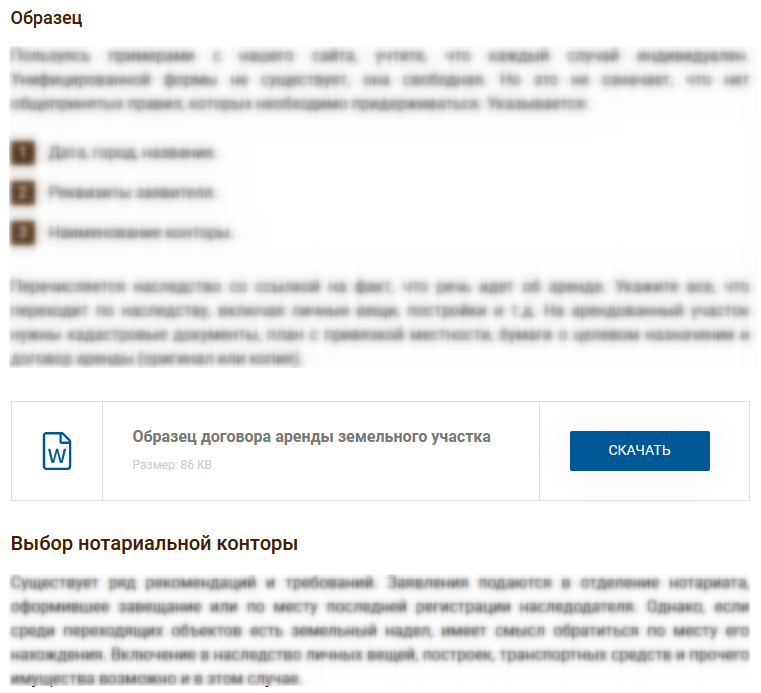 Образец
Пользуясь примерами с нашего сайта, учтите, что каждый случай индивидуален.
Унифицированной формы не существует, она свободная. Но это не означает, что нет
общепринятых правил, которых необходимо придерживаться. Указывается:
1 Дата, город, название.
2 Реквизиты заявителя.
3 Наименование конторы.
Перечисляется наследство со ссылкой на факт, что речь идет об аренде. Укажите все, что
переходит по наследству, включая личные вещи, постройки и т.д. На арендованный участок
нужны кадастровые документы, план с привязкой местности, бумаги о целевом назначении и
договор аренды (оригинал или копия).
Образец договора аренды земельного участка
Размер: 86 KB
СКАЧАТЬ
Выбор нотариальной конторы
Существует ряд рекомендаций и требований. Заявления подаются в отделение нотариата,
оформившее завещание или по месту последней регистрации наследодателя. Однако, если
среди переходящих объектов есть земельный надел, имеет смысл обратиться по месту его
нахождения. Включение в наследство личных вещей, построек, транспортных средств и прочего
имущества возможно и в этом случае.